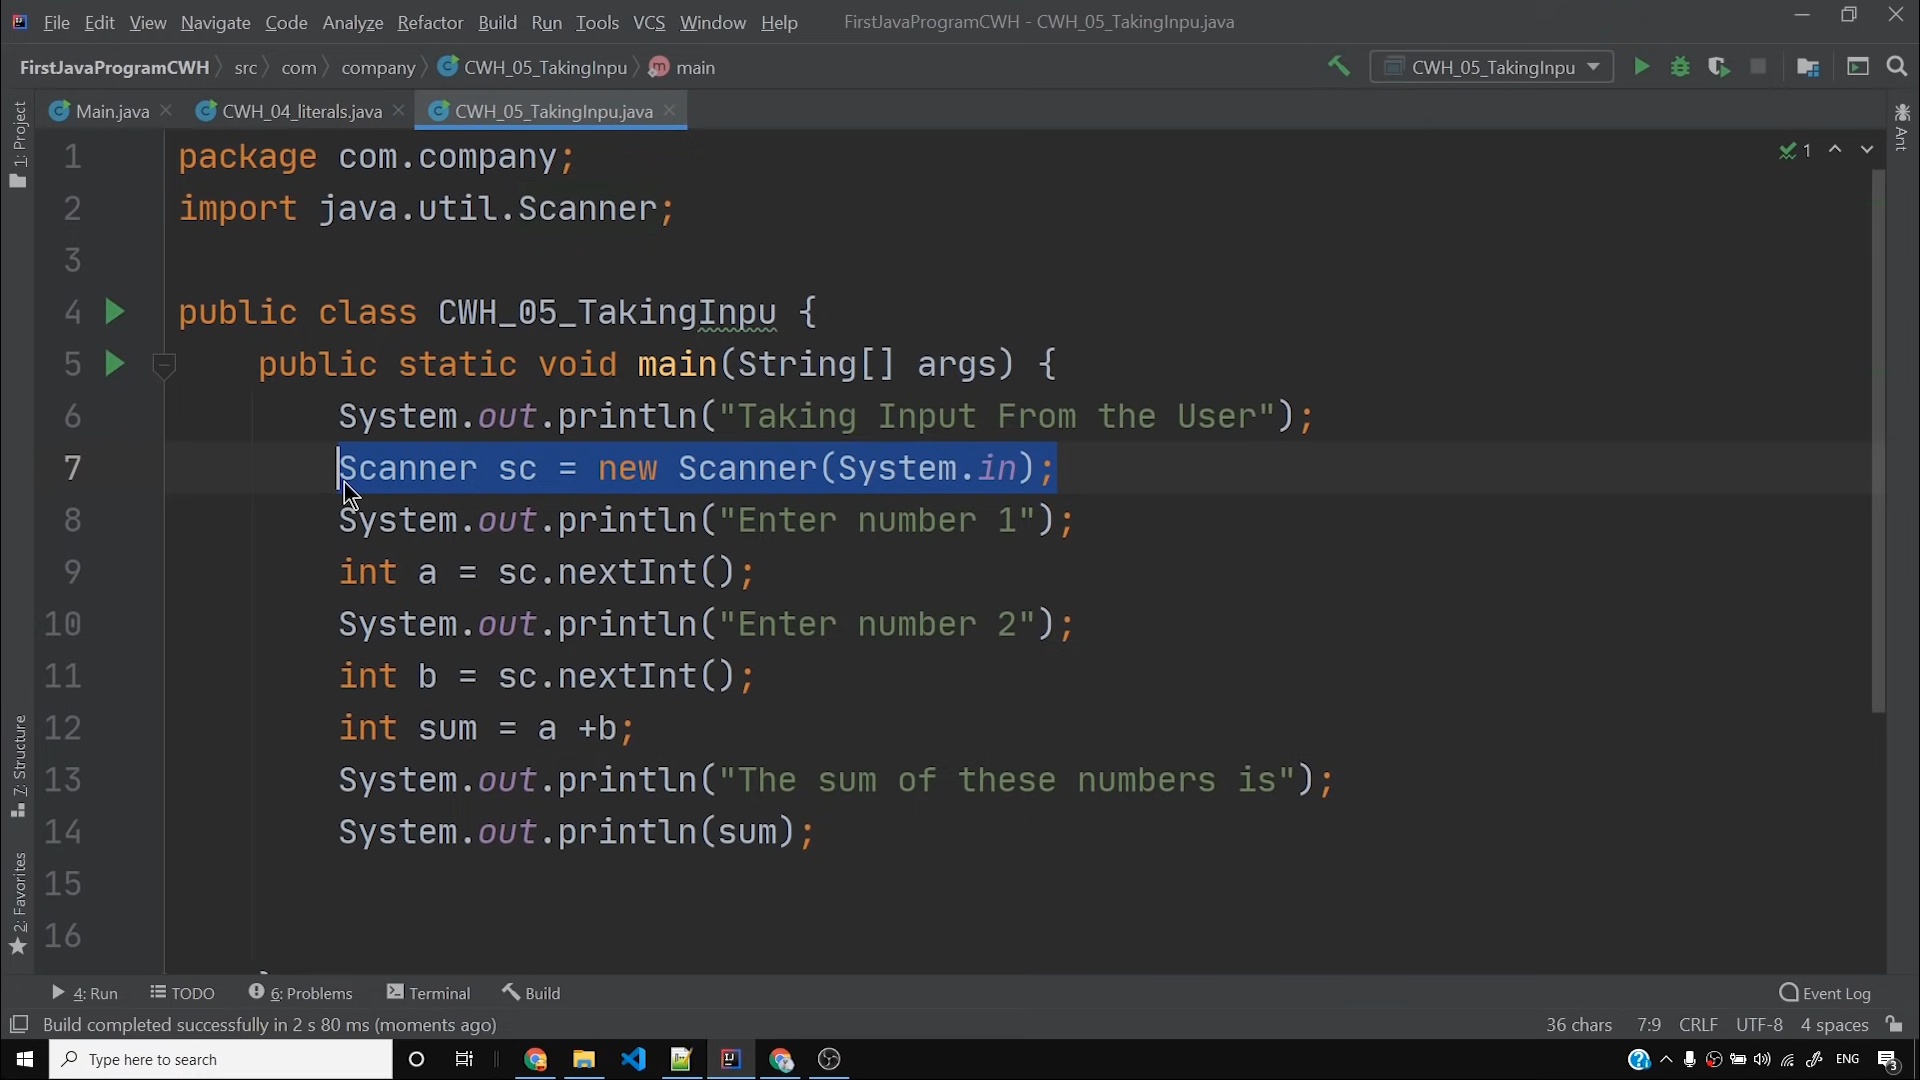 File Edit View Navigate Code Analyze Refactor Build Run Tools VCS Window Help FirstJavaProgramCWH - CWH_05_TakingInpu.java
FirstJavaProgramCWH src com company CWH_05_TakingInpu m main CWH_05_TakingInpu
Main.java CWH_04_literals.java CWH_05_TakingInpu.java
1: Project
Ant
1
1 package com.company;
2 import java.util.Scanner;
3
4 public class CWH_05_TakingInpu {
5 public static void main(String[] args) {
6 System.out.println("Taking Input From the User");
7 Scanner sc = new Scanner(System.in);
8 System.out.println("Enter number 1");
9 int a = sc.nextInt();
10 System.out.println("Enter number 2");
11 int b = sc.nextInt();
12 int sum = a +b;
13 System.out.println("The sum of these numbers is");
14 System.out.println(sum);
15
16
7: Structure
2: Favorites
4: Run TODO 6: Problems Terminal Build Event Log
Build completed successfully in 2 s 80 ms (moments ago) 36 chars 7:9 CRLF UTF-8 4 spaces
Type here to search ENG 3